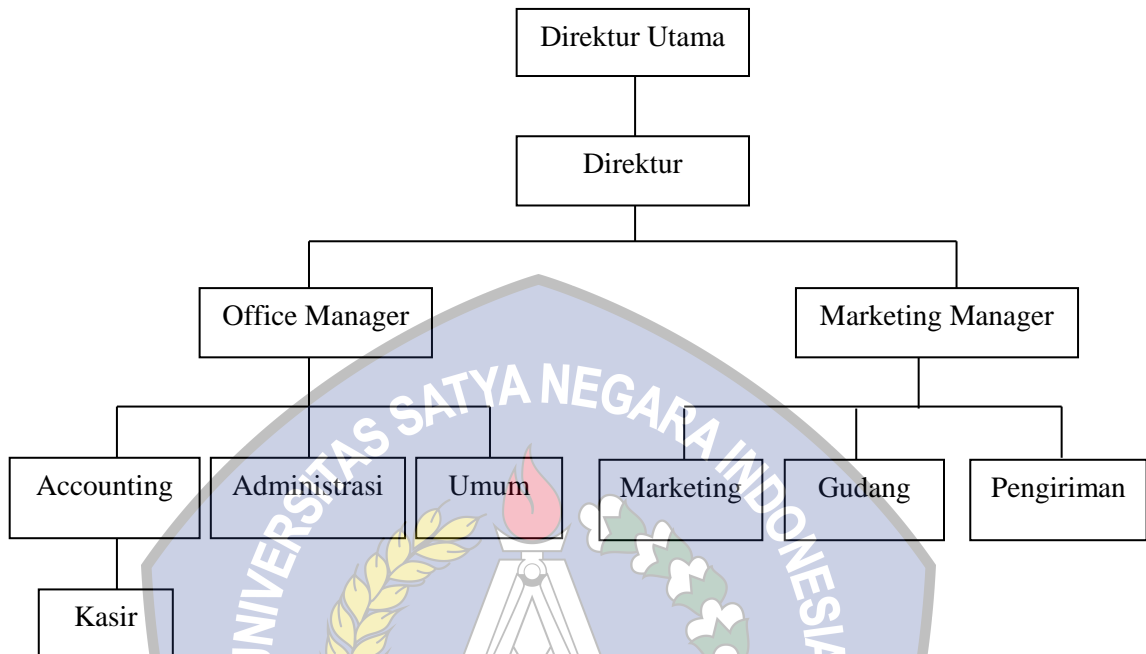 Direktur Utama
Direktur
Office Manager
Marketing Manager
UNIVERSITAS SATYA NEGARA INDONESIA
Accounting
Administrasi
Umum
Marketing
Gudang
Pengiriman
Kasir